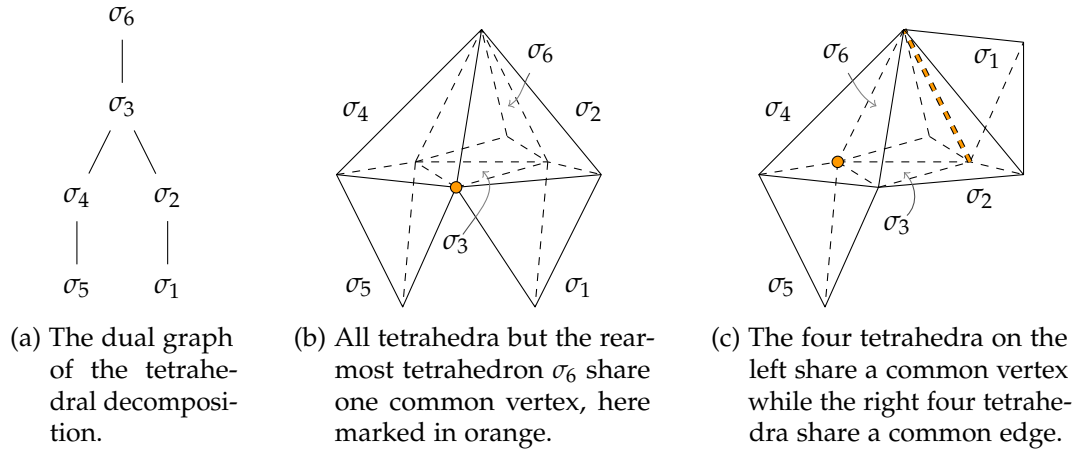 σ6
σ3
σ4 σ2
σ5 σ1
(a) The dual graph
of the tetrahe-
dral decomposi-
tion.
σ6
σ4
σ2
σ3
σ5
σ1
(b) All tetrahedra but the rear-
most tetrahedron σ6 share
one common vertex, here
marked in orange.
σ6
σ1
σ4
σ2
σ3
σ5
(c) The four tetrahedra on the
left share a common vertex
while the right four tetrahe-
dra share a common edge.